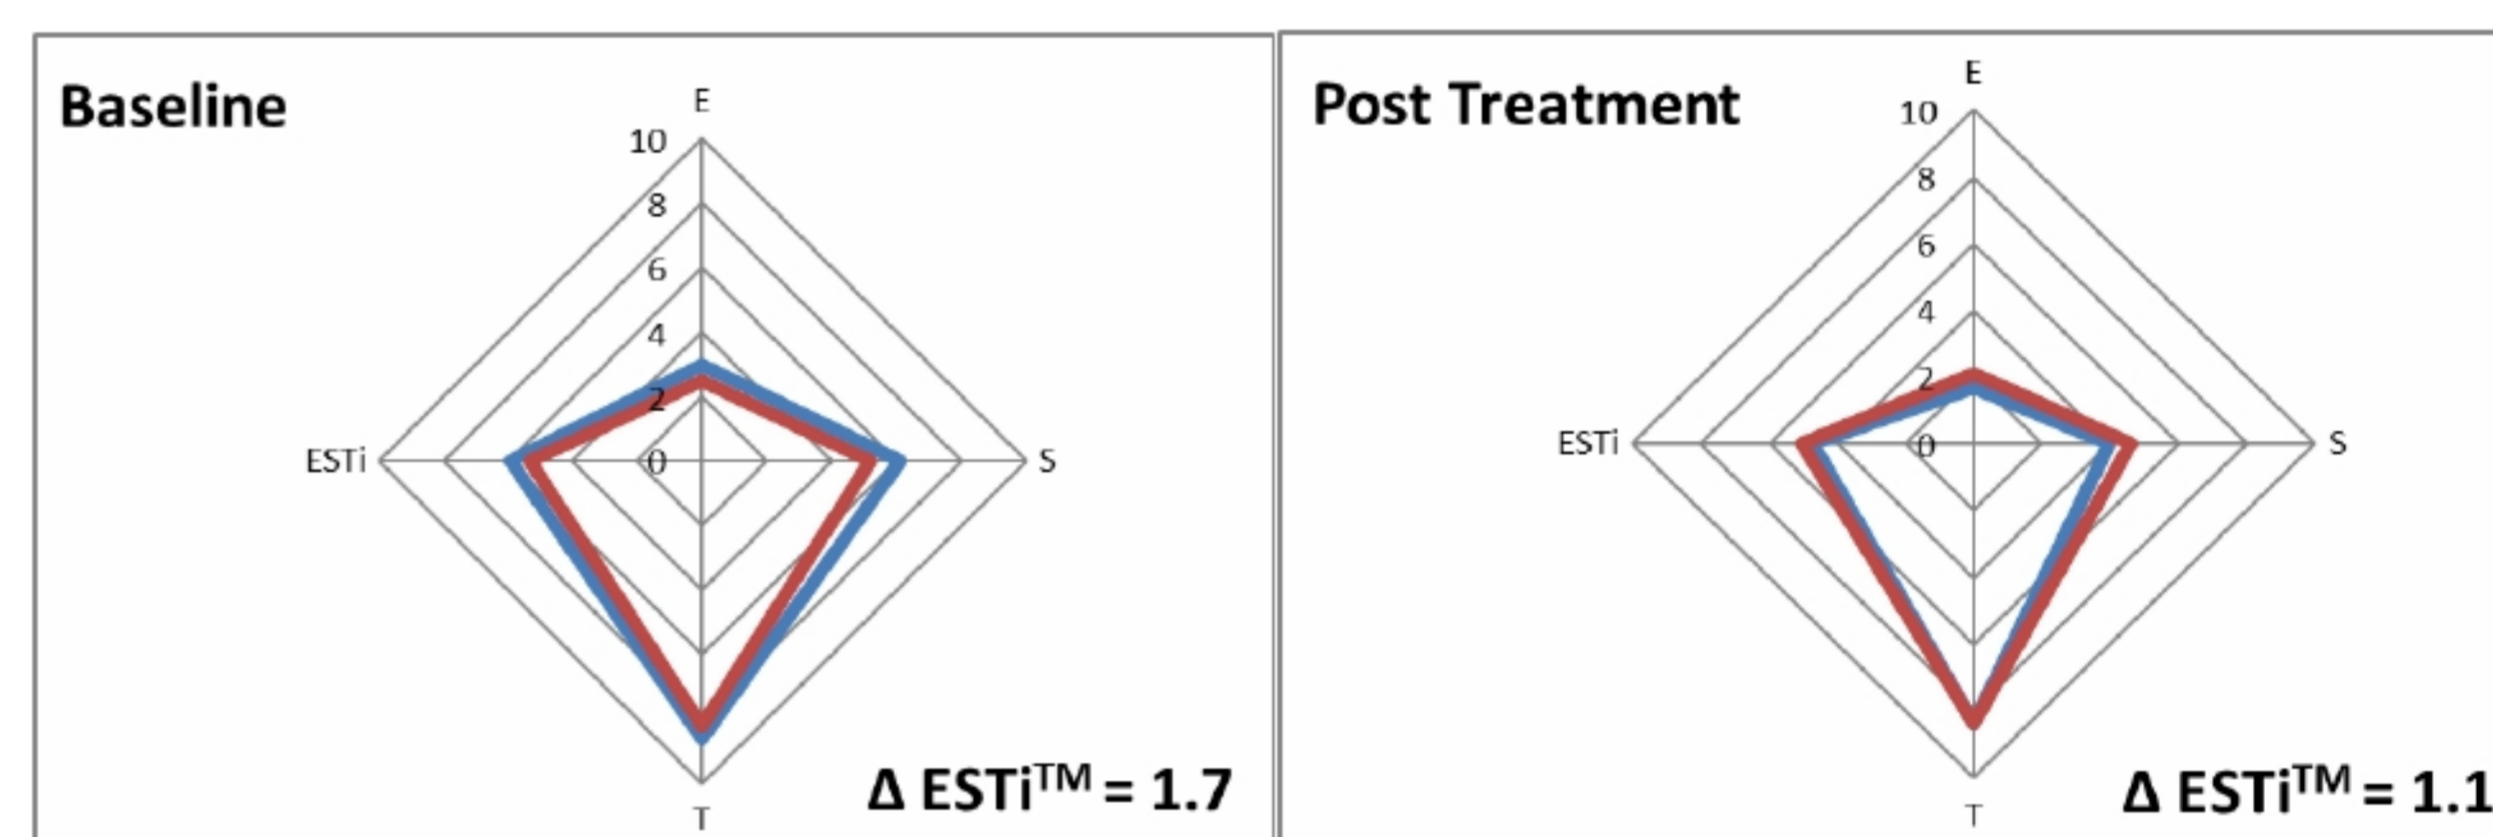 Baseline
E
10
8
6
4
2
0
ESTi
S
T
Δ ESTi™ = 1.7
Post Treatment
E
10
8
6
4
2
0
ESTi
S
T
Δ ESTi™ = 1.1